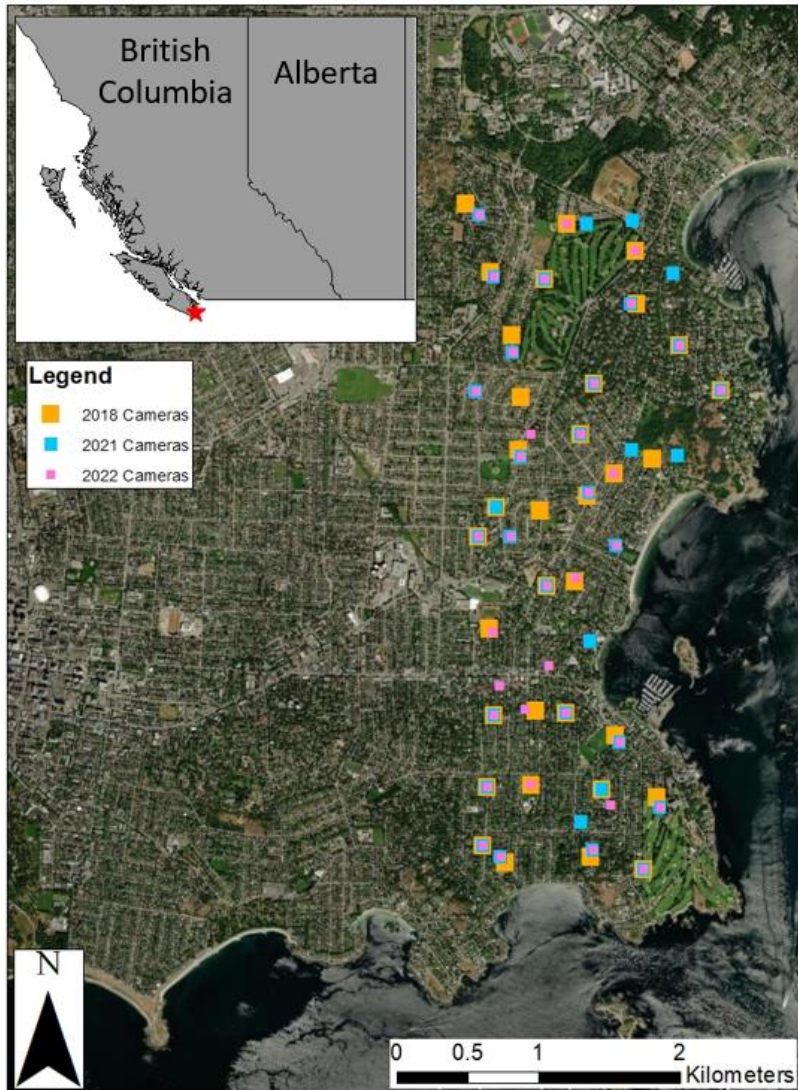 British
Columbia
Alberta
Legend
2018 Cameras
2021 Cameras
2022 Cameras
N
0 0.5 1 2
Kilometers